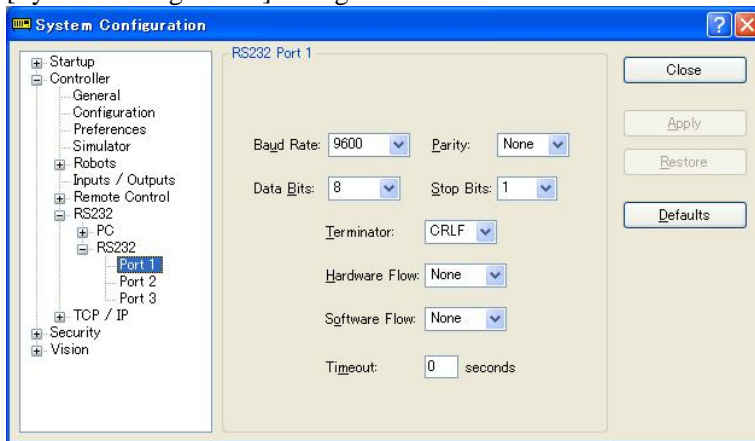 System Configuration
Startup
Controller
General
Configuration
Preferences
Simulator
Robots
Inputs / Outputs
Remote Control
RS232
PC
RS232
Port 1
Port 2
Port 3
TCP / IP
Security
Vision
RS232 Port 1
Baud Rate: 9600 Parity: None
Data Bits: 8 Stop Bits: 1
Terminator: CRLF
Hardware Flow: None
Software Flow: None
Timeout: 0 seconds
Close
Apply
Restore
Defaults